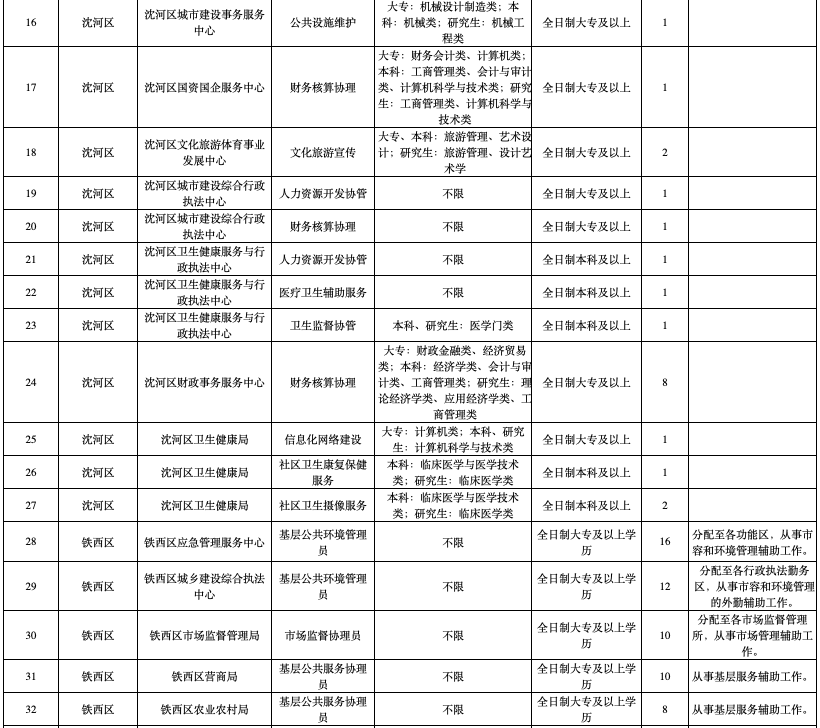 16 沈河区 沈河区城市建设事务服务中心 公共设施维护 大专：机械设计制造类；本科：机械类；研究生：机械工程类 全日制大专及以上 1
17 沈河区 沈河区国资国企服务中心 财务核算协理 大专：财务会计类、计算机类；本科：工商管理类、会计与审计类、计算机科学与技术类；研究生：工商管理类、计算机科学与技术类 全日制大专及以上 1
18 沈河区 沈河区文化旅游体育事业发展中心 文化旅游宣传 大专、本科：旅游管理、艺术设计；研究生：旅游管理、设计艺术学 全日制大专及以上 2
19 沈河区 沈河区城市建设综合行政执法中心 人力资源开发协管 不限 全日制大专及以上 1
20 沈河区 沈河区城市建设综合行政执法中心 财务核算协理 不限 全日制大专及以上 1
21 沈河区 沈河区卫生健康服务与行政执法中心 人力资源开发协管 不限 全日制本科及以上 1
22 沈河区 沈河区卫生健康服务与行政执法中心 医疗卫生辅助服务 不限 全日制本科及以上 1
23 沈河区 沈河区卫生健康服务与行政执法中心 卫生监督协管 本科、研究生：医学门类 全日制本科及以上 1
24 沈河区 沈河区财政事务服务中心 财务核算协理 大专：财政金融类、经济贸易类；本科：经济学类、会计与审计类、工商管理类；研究生：理论经济学类、应用经济学类、工商管理类 全日制大专及以上 8
25 沈河区 沈河区卫生健康局 信息化网络建设 大专：计算机类；本科、研究生：计算机科学与技术类 全日制大专及以上 1
26 沈河区 沈河区卫生健康局 社区卫生康复保健服务 本科：临床医学与医学技术类；研究生：临床医学类 全日制本科及以上 1
27 沈河区 沈河区卫生健康局 社区卫生摄像服务 本科：临床医学与医学技术类；研究生：临床医学类 全日制本科及以上 2
28 铁西区 铁西区应急管理服务中心 基层公共环境管理员 不限 全日制大专及以上学历 16 分配至各功能区，从事市容和环境管理辅助工作。
29 铁西区 铁西区城乡建设综合执法中心 基层公共环境管理员 不限 全日制大专及以上学历 12 分配至各行政执法勤务区，从事市容和环境管理的外勤辅助工作。
30 铁西区 铁西区市场监督管理局 市场监督协理员 不限 全日制大专及以上学历 10 分配至各市场监督管理所，从事市场管理辅助工作。
31 铁西区 铁西区营商局 基层公共服务协理员 不限 全日制大专及以上学历 10 从事基层服务辅助工作。
32 铁西区 铁西区农业农村局 基层公共服务协理员 不限 全日制大专及以上学历 8 从事基层服务辅助工作。